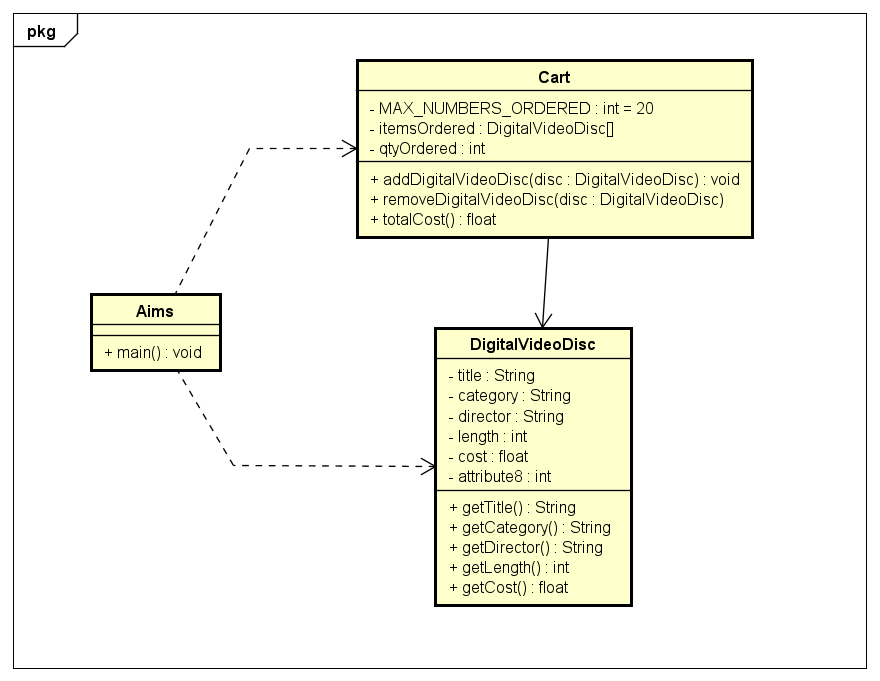 pkg
Cart
- MAX_NUMBERS_ORDERED : int = 20
- itemsOrdered : DigitalVideoDisc[]
- qtyOrdered : int
+ addDigitalVideoDisc(disc : DigitalVideoDisc) : void
+ removeDigitalVideoDisc(disc : DigitalVideoDisc)
+ totalCost() : float
Aims
+ main() : void
DigitalVideoDisc
- title : String
- category : String
- director : String
- length : int
- cost : float
- attribute8 : int
+ getTitle() : String
+ getCategory() : String
+ getDirector() : String
+ getLength() : int
+ getCost() : float